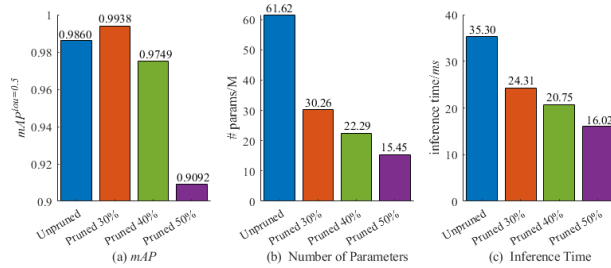 1
0.98
0.96
0.94
0.92
0.9
mAP^{iou=0.5}
0.9860
0.9938
0.9749
0.9092
Unpruned
Pruned 30%
Pruned 40%
Pruned 50%
(a) mAP
60
50
40
30
20
10
0
# params/M
61.62
30.26
22.29
15.45
Unpruned
Pruned 30%
Pruned 40%
Pruned 50%
(b) Number of Parameters
40
30
20
10
0
inference time/ms
35.30
24.31
20.75
16.02
Unpruned
Pruned 30%
Pruned 40%
Pruned 50%
(c) Inference Time